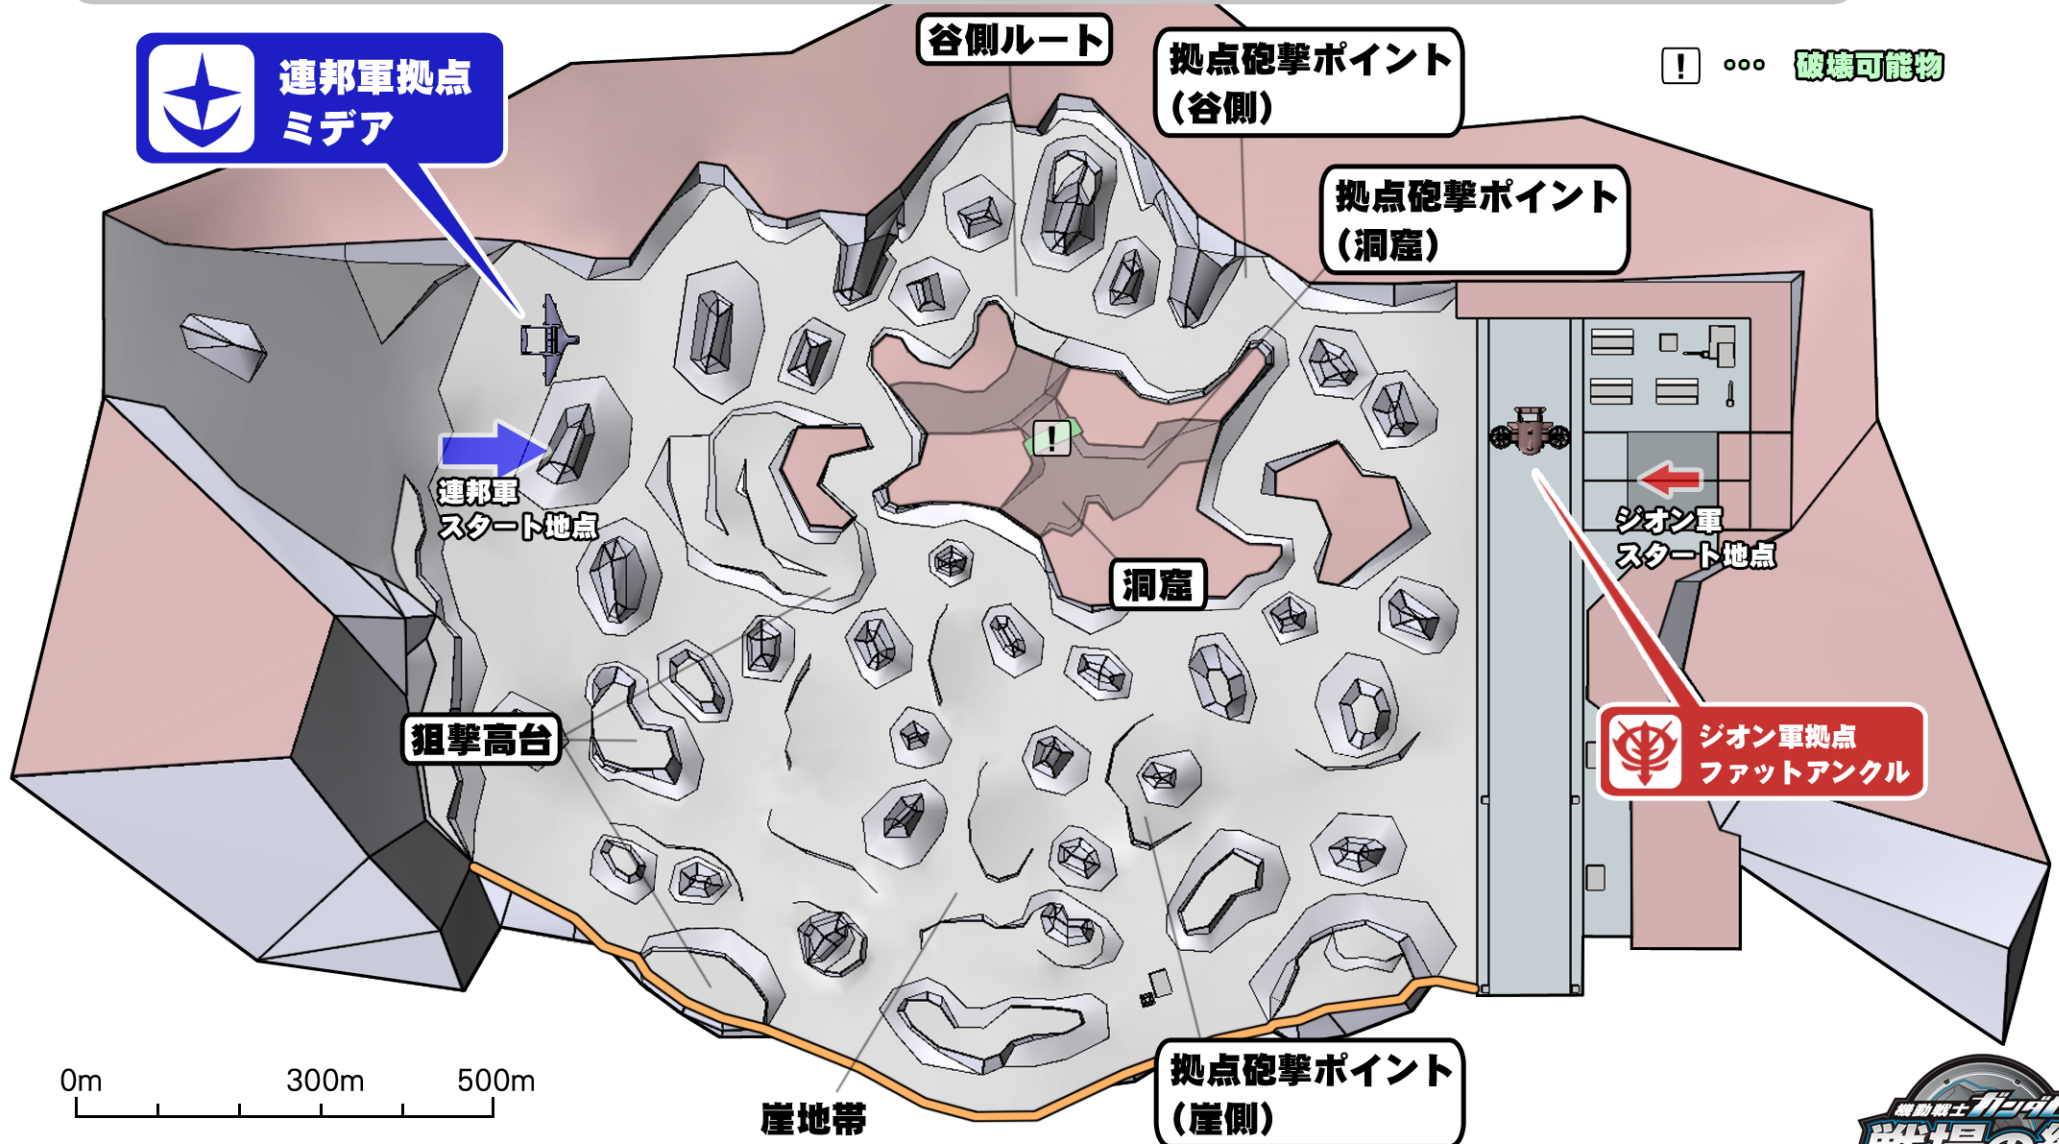 谷側ルート
拠点砲撃ポイント
(谷側)
! ••• 破壊可能物
連邦軍拠点
ミデア
拠点砲撃ポイント
(洞窟)
!
連邦軍
スタート地点
ジオン軍
スタート地点
洞窟
狙撃高台
ジオン軍拠点
ファットアンクル
0m 300m 500m
崖地帯
拠点砲撃ポイント
(崖側)
機動戦士 ガンダム
戦場の